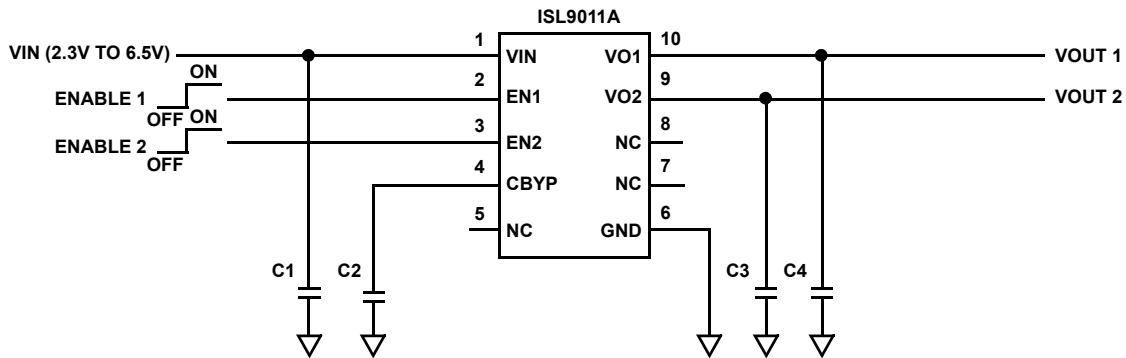 ISL9011A
VIN (2.3V TO 6.5V)
1
VIN
VO1
10
VOUT 1
ENABLE 1
OFF
ON
2
EN1
VO2
9
VOUT 2
ENABLE 2
OFF
ON
3
EN2
NC
8
4
CBYP
NC
7
5
NC
GND
6
C1
C2
C3
C4